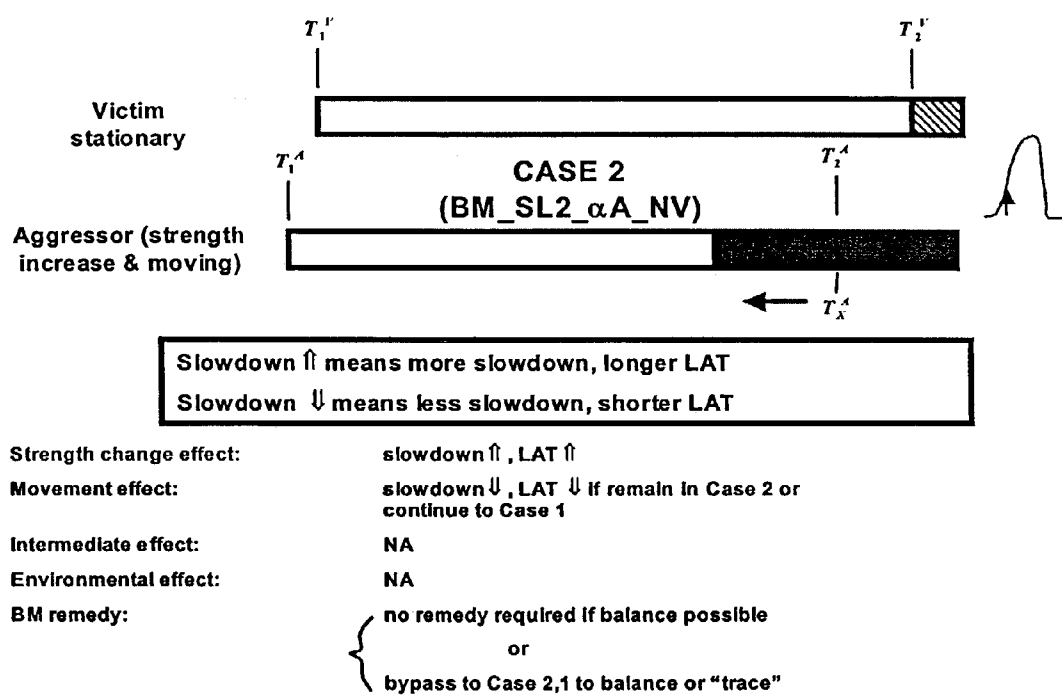 T₁ⱽ T₂ⱽ
Victim
stationary
T₁ᴬ T₂ᴬ
CASE 2
(BM_SL2_αA_NV)
Aggressor (strength
increase & moving)
Tₓᴬ
Slowdown ⇑ means more slowdown, longer LAT
Slowdown ⇓ means less slowdown, shorter LAT
Strength change effect: slowdown ⇑ , LAT ⇑
Movement effect: slowdown ⇓ , LAT ⇓ if remain in Case 2 or
continue to Case 1
Intermediate effect: NA
Environmental effect: NA
BM remedy: no remedy required if balance possible
or
bypass to Case 2,1 to balance or “trace”